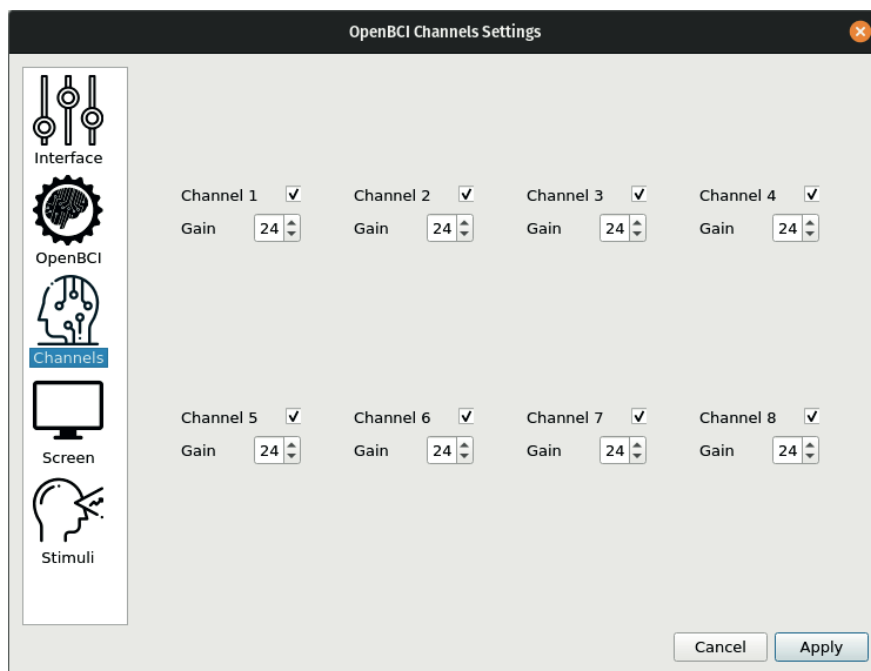 OpenBCI Channels Settings
Interface
OpenBCI
Channels
Screen
Stimuli
Channel 1 Channel 2 Channel 3 Channel 4
Gain 24 Gain 24 Gain 24 Gain 24
Channel 5 Channel 6 Channel 7 Channel 8
Gain 24 Gain 24 Gain 24 Gain 24
Cancel Apply